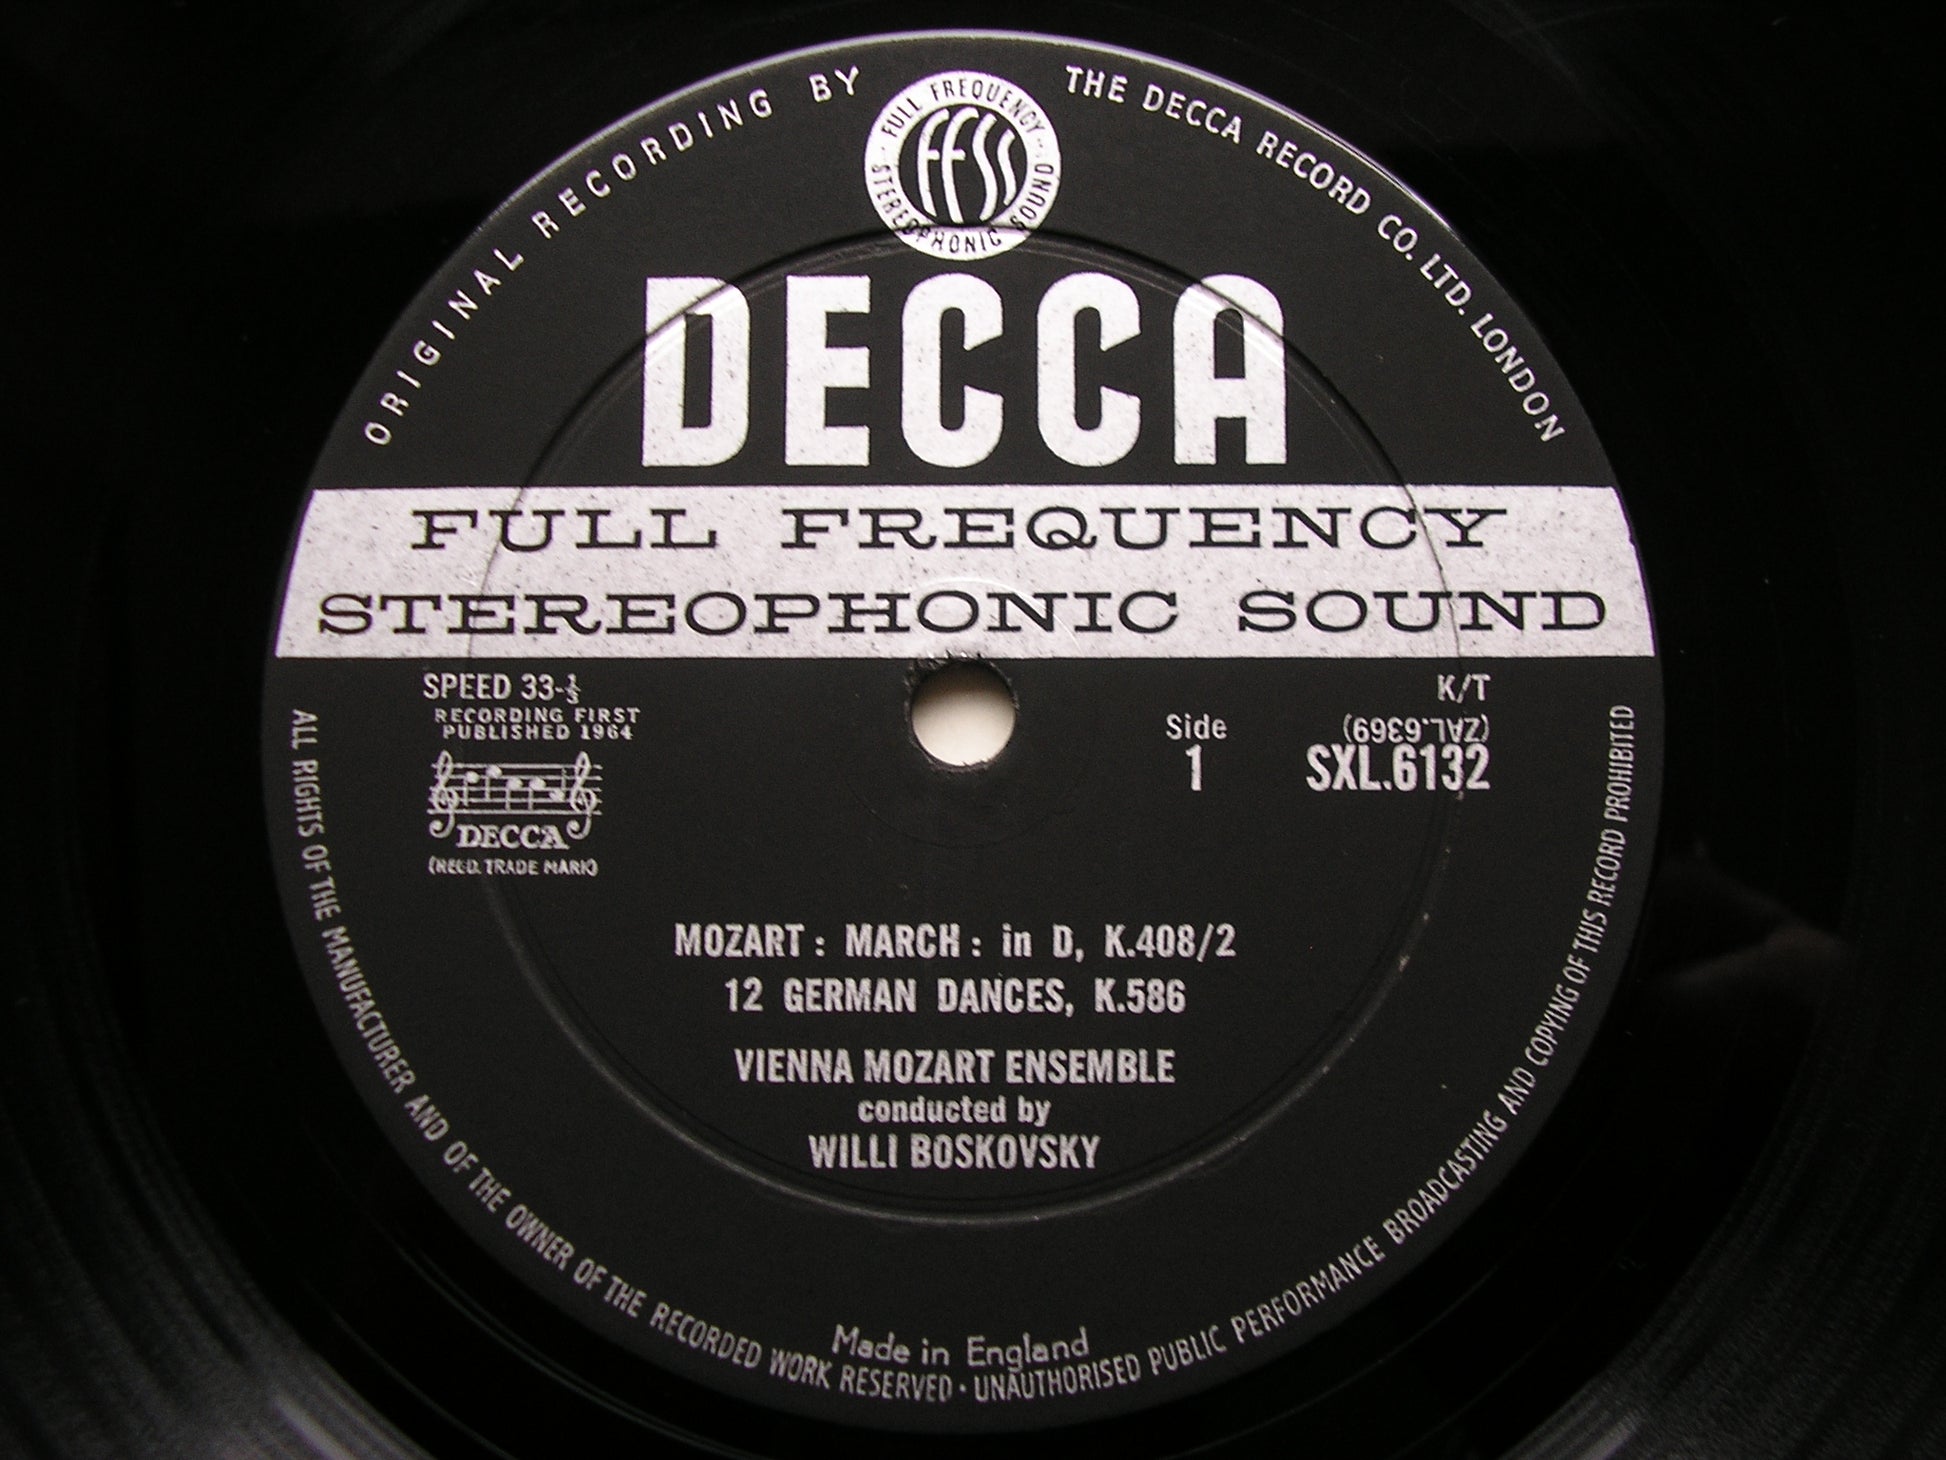 ORIGINAL RECORDING BY
THE DECCA RECORD CO. LTD. LONDON
FULL FREQUENCY
STEREOPHONIC SOUND
FFSS
DECCA
FULL FREQUENCY
STEREOPHONIC SOUND
SPEED 33-⅓
RECORDING FIRST
PUBLISHED 1964
DECCA
(REGD. TRADE MARK)
K/T
(ZAL.6369)
Side
1
SXL.6132
MOZART : MARCH : in D, K.408/2
12 GERMAN DANCES, K.586
VIENNA MOZART ENSEMBLE
conducted by
WILLI BOSKOVSKY
Made in England
ALL RIGHTS OF THE MANUFACTURER AND OF THE OWNER OF THE RECORDED WORK RESERVED · UNAUTHORISED PUBLIC PERFORMANCE BROADCASTING AND COPYING OF THIS RECORD PROHIBITED